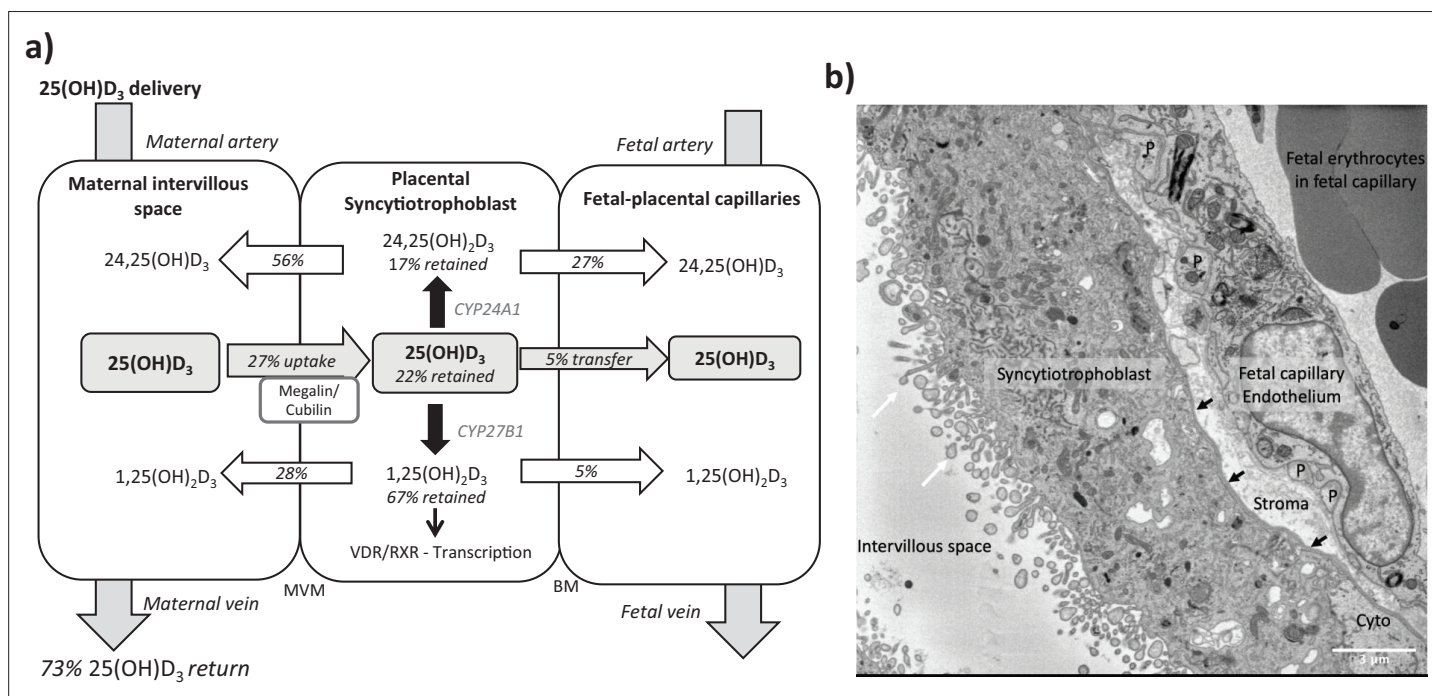 a)
25(OH)D₃ delivery
Maternal artery
Fetal artery
Maternal intervillous
space
Placental
Syncytiotrophoblast
Fetal-placental capillaries
24,25(OH)D₃
56%
24,25(OH)₂D₃
17% retained
27%
24,25(OH)D₃
CYP24A1
25(OH)D₃
27% uptake
25(OH)D₃
22% retained
5% transfer
25(OH)D₃
Megalin/
Cubilin
CYP27B1
1,25(OH)₂D₃
28%
1,25(OH)₂D₃
67% retained
5%
1,25(OH)₂D₃
VDR/RXR - Transcription
MVM
BM
Maternal vein
Fetal vein
73% 25(OH)D₃ return
b)
P
Fetal erythrocytes
in fetal capillary
P
Syncytiotrophoblast
Fetal capillary
Endothelium
P
P
Stroma
Intervillous space
Cyto
3 µm